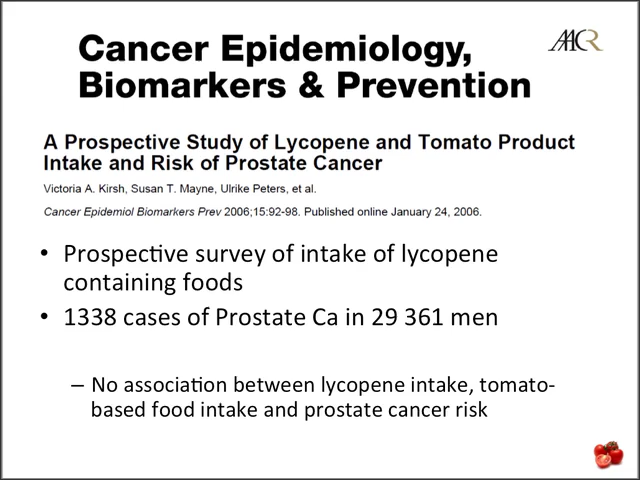 Cancer Epidemiology,
Biomarkers & Prevention
AACR
A Prospective Study of Lycopene and Tomato Product
Intake and Risk of Prostate Cancer
Victoria A. Kirsh, Susan T. Mayne, Ulrike Peters, et al.
Cancer Epidemiol Biomarkers Prev 2006;15:92-98. Published online January 24, 2006.
• Prospective survey of intake of lycopene
containing foods
• 1338 cases of Prostate Ca in 29 361 men
– No association between lycopene intake, tomato-
based food intake and prostate cancer risk